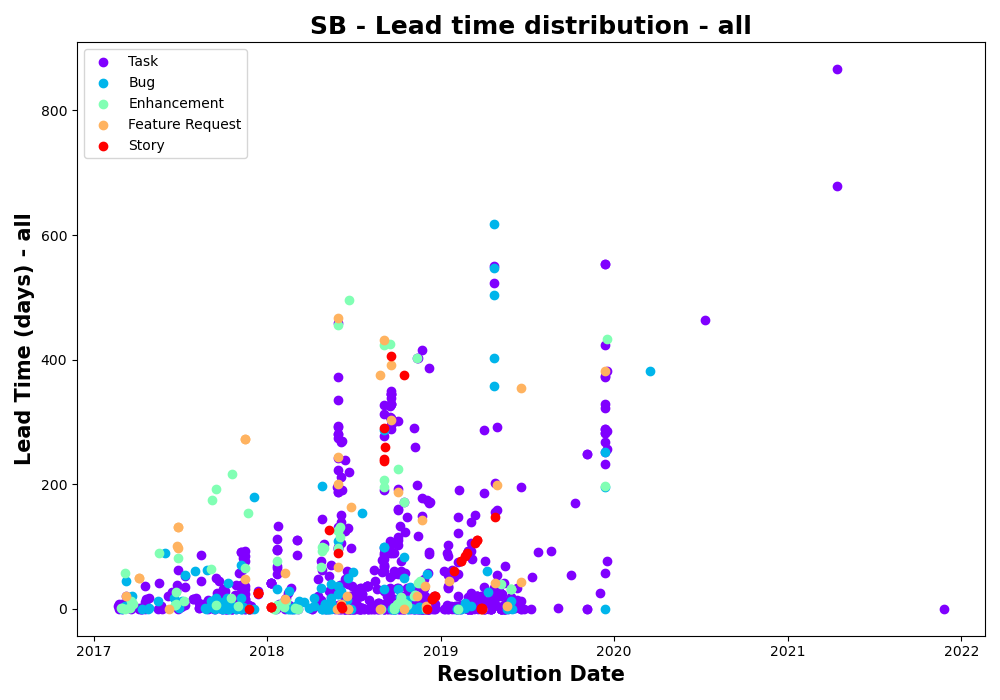 SB - Lead time distribution - all
Task
Bug
Enhancement
Feature Request
Story
800
600
400
200
0
Lead Time (days) - all
2017 2018 2019 2020 2021 2022
Resolution Date